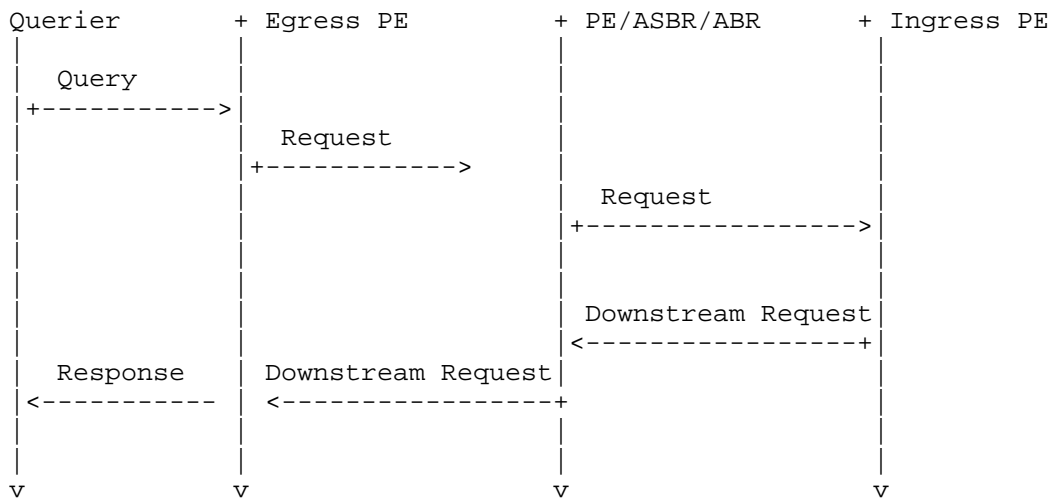 Querier + Egress PE + PE/ASBR/ABR + Ingress PE
Query
Request
Request
Downstream Request
Response Downstream Request
v v v v